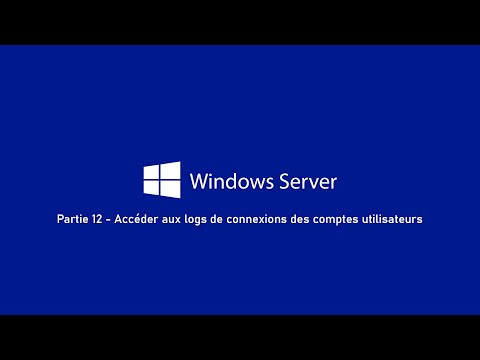 Windows Server
Partie 12 - Accéder aux logs de connexions des comptes utilisateurs